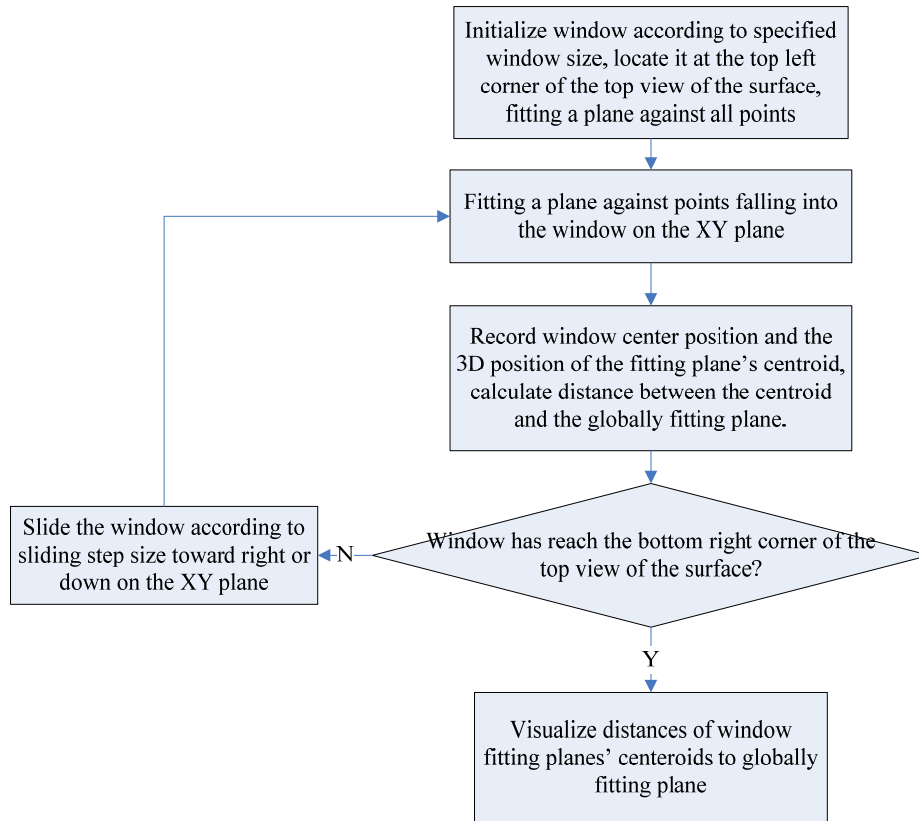 Initialize window according to specified
window size, locate it at the top left
corner of the top view of the surface,
fitting a plane against all points
Fitting a plane against points falling into
the window on the XY plane
Record window center position and the
3D position of the fitting plane’s centroid,
calculate distance between the centroid
and the globally fitting plane.
Window has reach the bottom right corner of the
top view of the surface?
N
Slide the window according to
sliding step size toward right or
down on the XY plane
Y
Visualize distances of window
fitting planes’ centeroids to globally
fitting plane